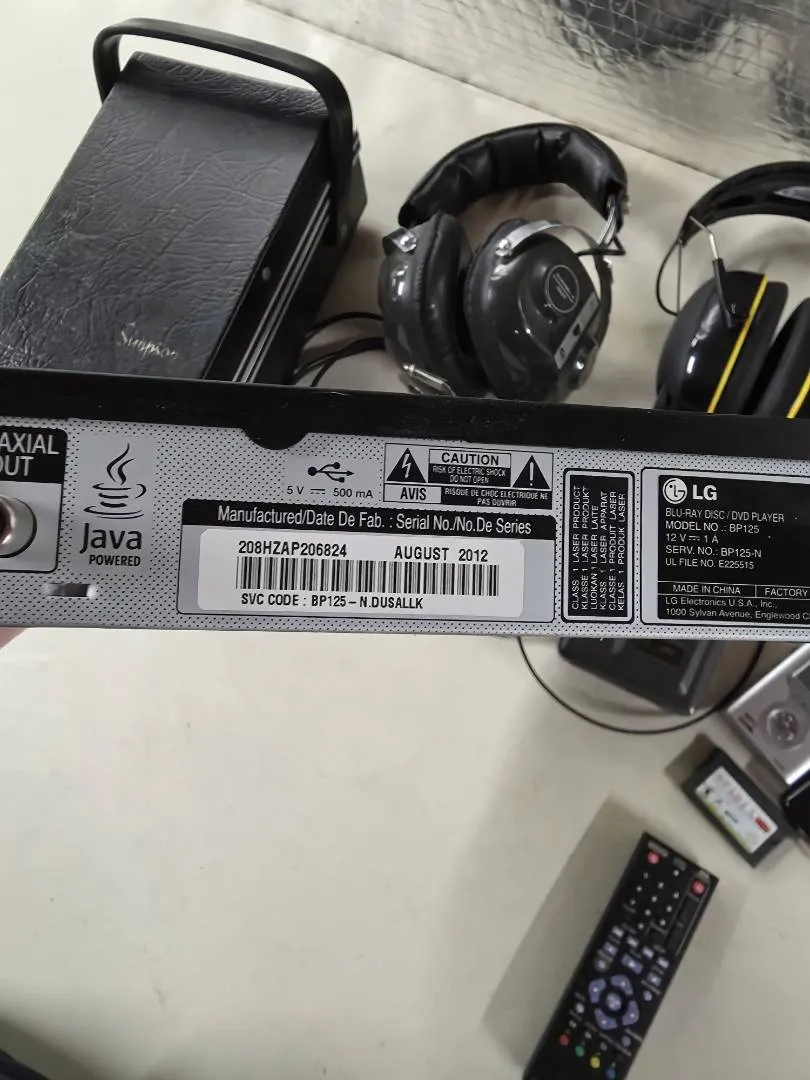 Simpson
AXIAL
OUT
Java
POWERED
5 V ⎓ 500 mA
CAUTION
RISK OF ELECTRIC SHOCK
DO NOT OPEN
AVIS
RISQUE DE CHOC ELECTRIQUE NE
PAS OUVRIR
Manufactured/Date De Fab. : Serial No./No.De Series
208HZAP206824 AUGUST 2012
SVC CODE : BP125-N.DUSALLK
CLASS 1 LASER PRODUCT
KLASSE 1 LASER PRODUKT
LUOKAN 1 LASER LAITE
KLASS 1 LASER APPARAT
CLASSE 1 PRODUIT LASER
KELAS 1 PRODUK LASER
LG
BLU-RAY DISC / DVD PLAYER
MODEL NO.: BP125
12 V ⎓ 1 A
SERV. NO.: BP125-N
UL FILE NO. E225515
MADE IN CHINA FACTORY
LG Electronics U.S.A., Inc.,
1000 Sylvan Avenue, Englewood